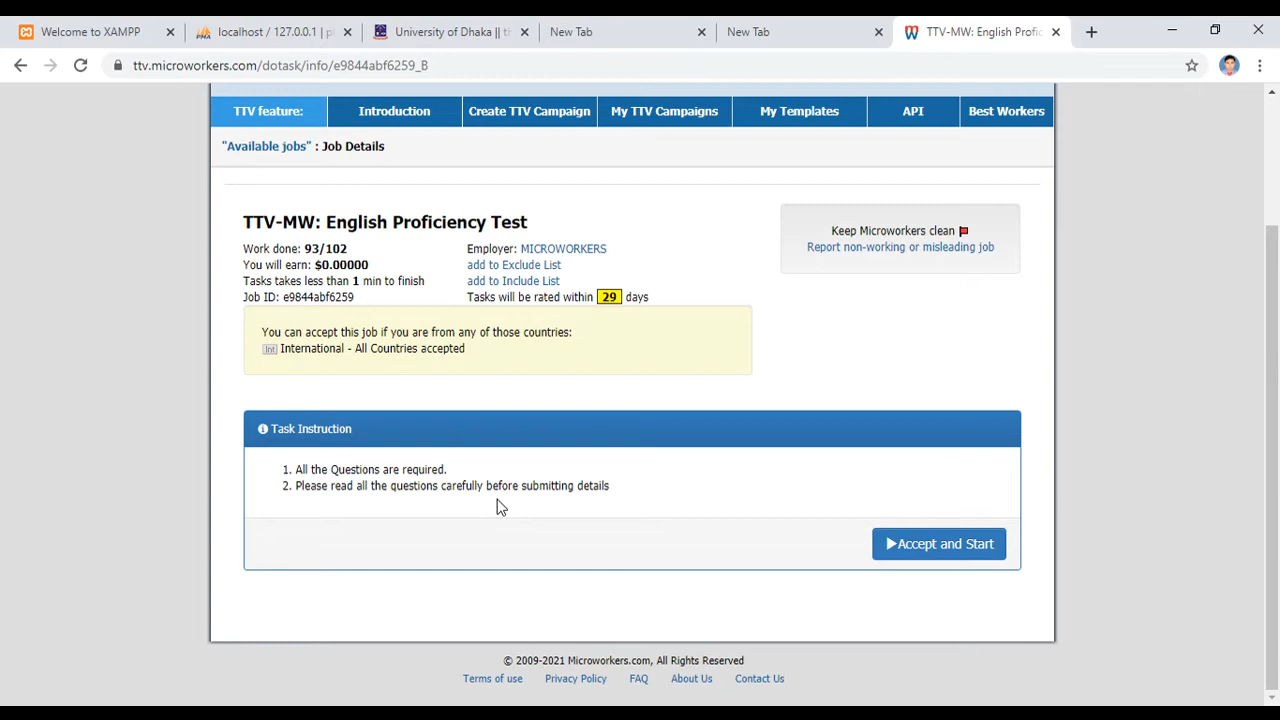 Welcome to XAMPP
localhost / 127.0.0.1 | pl
University of Dhaka || th
New Tab
New Tab
TTV-MW: English Profic
ttv.microworkers.com/dotask/info/e9844abf6259_B
TTV feature:
Introduction
Create TTV Campaign
My TTV Campaigns
My Templates
API
Best Workers
"Available jobs" : Job Details
TTV-MW: English Proficiency Test
Work done: 93/102
You will earn: $0.00000
Tasks takes less than 1 min to finish
Job ID: e9844abf6259
Employer: MICROWORKERS
add to Exclude List
add to Include List
Tasks will be rated within 29 days
Keep Microworkers clean
Report non-working or misleading job
You can accept this job if you are from any of those countries:
Int International - All Countries accepted
Task Instruction
1. All the Questions are required.
2. Please read all the questions carefully before submitting details
Accept and Start
© 2009-2021 Microworkers.com, All Rights Reserved
Terms of use
Privacy Policy
FAQ
About Us
Contact Us